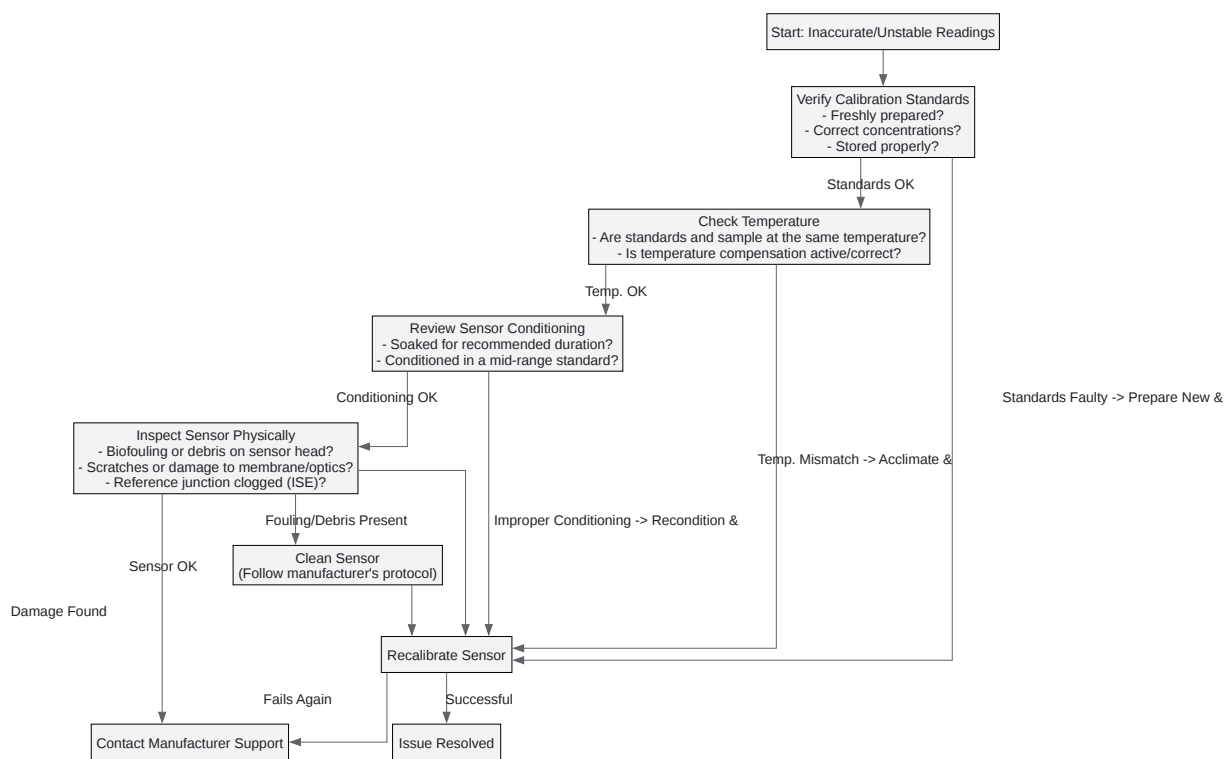 Start: Inaccurate/Unstable Readings
Verify Calibration Standards
- Freshly prepared?
- Correct concentrations?
- Stored properly?
Standards OK
Check Temperature
- Are standards and sample at the same temperature?
- Is temperature compensation active/correct?
Temp. OK
Review Sensor Conditioning
- Soaked for recommended duration?
- Conditioned in a mid-range standard?
Conditioning OK
Standards Faulty -> Prepare New &
Inspect Sensor Physically
- Biofouling or debris on sensor head?
- Scratches or damage to membrane/optics?
- Reference junction clogged (ISE)?
Temp. Mismatch -> Acclimate &
Fouling/Debris Present
Improper Conditioning -> Recondition &
Clean Sensor
(Follow manufacturer's protocol)
Sensor OK
Damage Found
Recalibrate Sensor
Fails Again
Successful
Contact Manufacturer Support
Issue Resolved